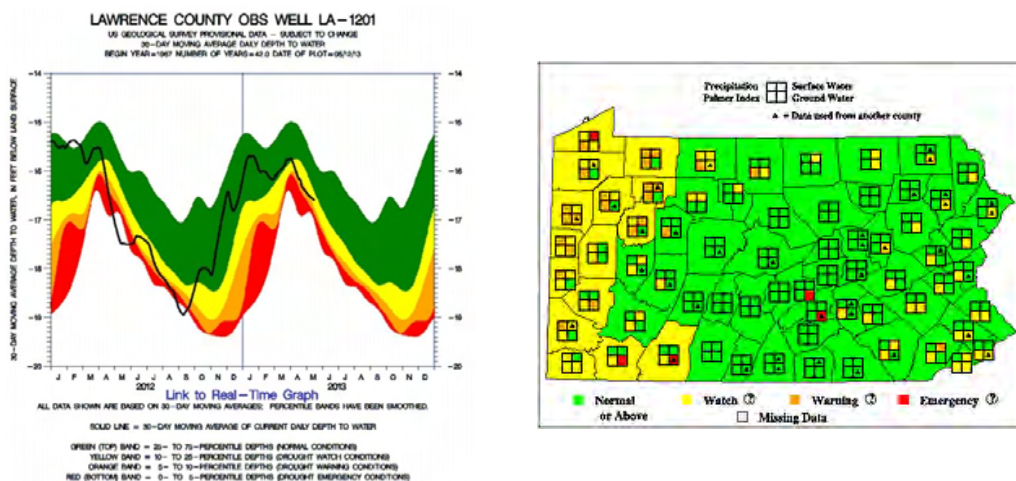 LAWRENCE COUNTY OBS WELL LA-1201
US GEOLOGICAL SURVEY PROVISIONAL DATA - SUBJECT TO CHANGE
30-DAY MOVING AVERAGE DAILY DEPTH TO WATER
BEGIN YEAR=1967 NUMBER OF YEARS=42.0 DATE OF PLOT=05/12/13
30-DAY MOVING AVERAGE DEPTH TO WATER, IN FEET BELOW LAND SURFACE
-14 -14
-15 -15
-16 -16
-17 -17
-18 -18
-19 -19
-20 -20
J F M A M J J A S O N D J F M A M J J A S O N D
2012 2013
Link to Real-Time Graph
ALL DATA SHOWN ARE BASED ON 30-DAY MOVING AVERAGES; PERCENTILE BANDS HAVE BEEN SMOOTHED.
SOLID LINE = 30-DAY MOVING AVERAGE OF CURRENT DAILY DEPTH TO WATER
GREEN (TOP) BAND = 25- TO 75-PERCENTILE DEPTHS (NORMAL CONDITIONS)
YELLOW BAND = 10- TO 25-PERCENTILE DEPTHS (DROUGHT WATCH CONDITIONS)
ORANGE BAND = 5- TO 10-PERCENTILE DEPTHS (DROUGHT WARNING CONDITIONS)
RED (BOTTOM) BAND = 0- TO 5-PERCENTILE DEPTHS (DROUGHT EMERGENCY CONDITIONS)
Precipitation Surface Water
Palmer Index Ground Water
▲ = Data used from another county
Normal or Above
Watch ?
Warning ?
Emergency ?
Missing Data